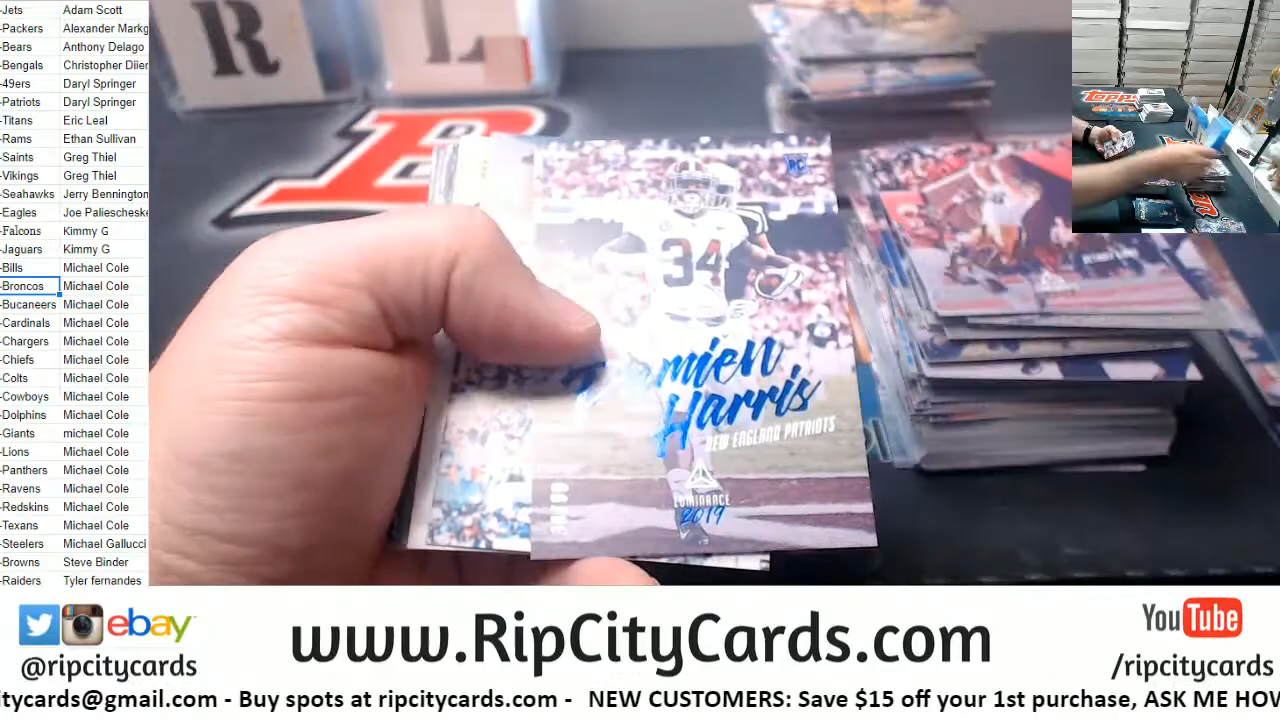 -Jets Adam Scott
-Packers Alexander Markg
-Bears Anthony Delago
-Bengals Christopher Diier
-49ers Daryl Springer
-Patriots Daryl Springer
-Titans Eric Leal
-Rams Ethan Sullivan
-Saints Greg Thiel
-Vikings Greg Thiel
-Seahawks Jerry Bennington
-Eagles Joe Paliescheske
-Falcons Kimmy G
-Jaguars Kimmy G
-Bills Michael Cole
-Broncos Michael Cole
-Bucaneers Michael Cole
-Cardinals Michael Cole
-Chargers Michael Cole
-Chiefs Michael Cole
-Colts Michael Cole
-Cowboys Michael Cole
-Dolphins Michael Cole
-Giants michael Cole
-Lions Michael Cole
-Panthers Michael Cole
-Ravens Michael Cole
-Redskins Michael Cole
-Texans Michael Cole
-Steelers Michael Gallucci
-Browns Steve Binder
-Raiders Tyler fernandes
R L
Topps
RC
34
mien
Harris
NEW ENGLAND PATRIOTS
LUMINANCE
2019
ebay
@ripcitycards
www.RipCityCards.com
YouTube
/ripcitycards
itycards@gmail.com - Buy spots at ripcitycards.com - NEW CUSTOMERS: Save $15 off your 1st purchase, ASK ME HOW